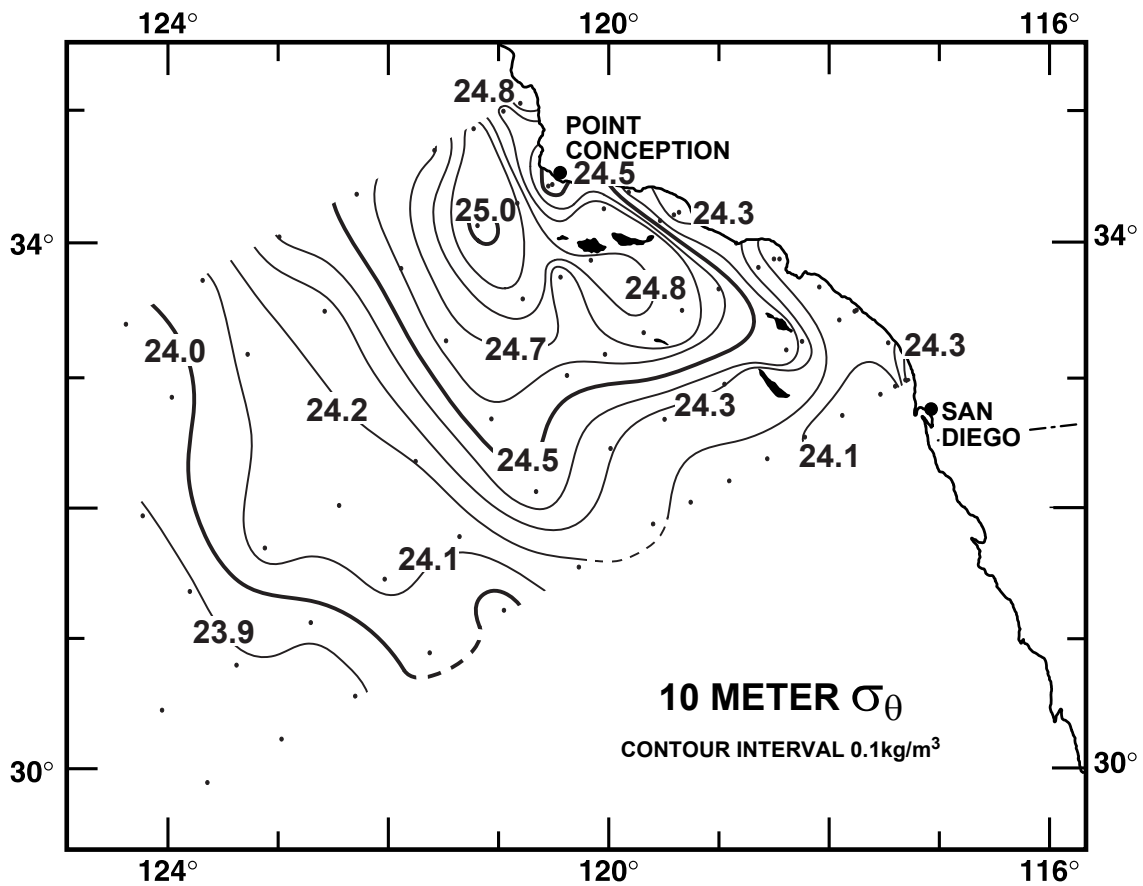 124° 120° 116°
24.8
POINT
CONCEPTION
24.5
25.0
24.3
34° 34°
24.8
24.0
24.7
24.3
24.2
24.3
SAN
DIEGO
24.5
24.1
24.1
23.9
10 METER σθ
CONTOUR INTERVAL 0.1kg/m³
30° 30°
124° 120° 116°